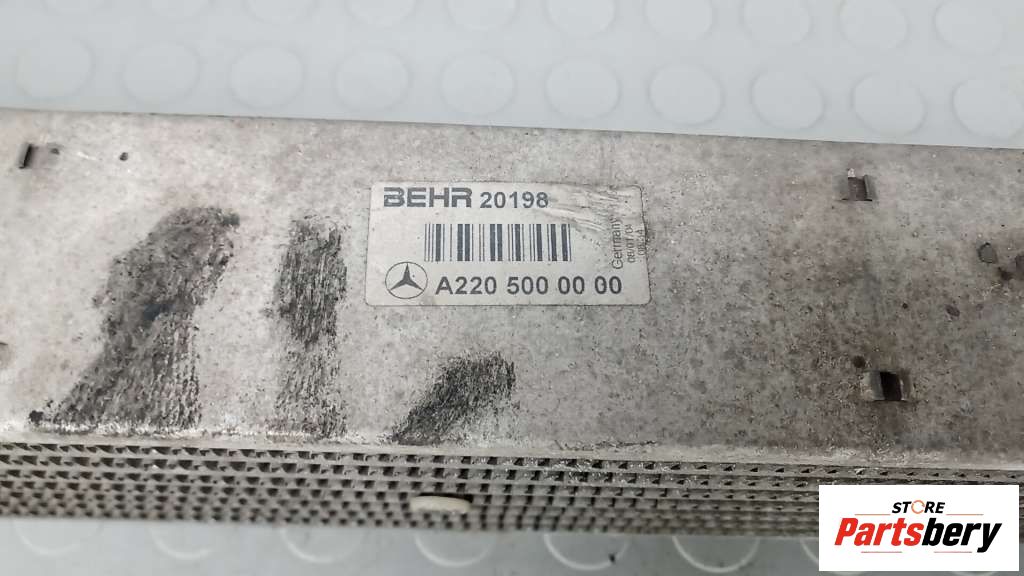 BEHR 20198
Germany
A220 500 00 00
STORE
Partsbery